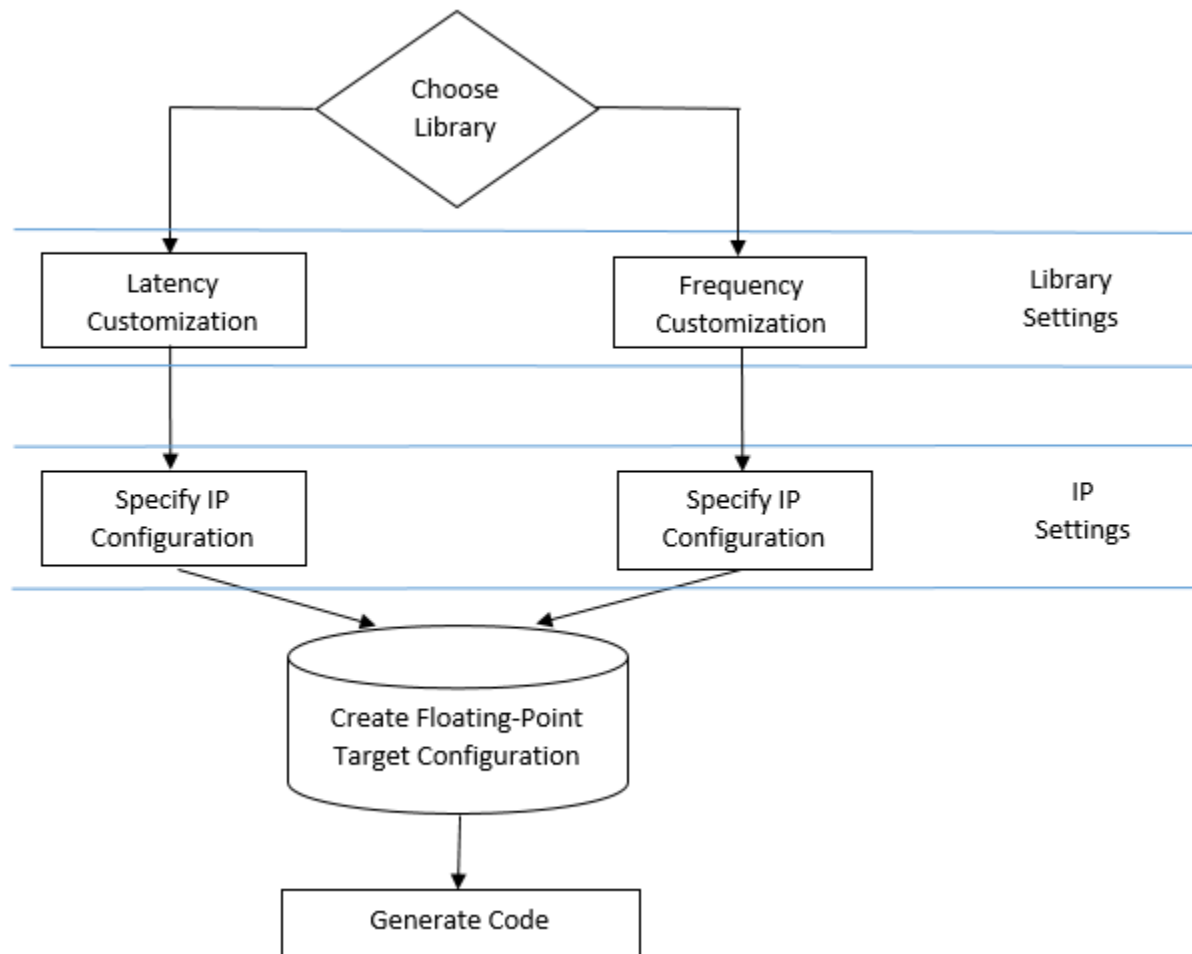 Choose
Library
Latency
Customization
Frequency
Customization
Library
Settings
Specify IP
Configuration
Specify IP
Configuration
IP
Settings
Create Floating-Point
Target Configuration
Generate Code